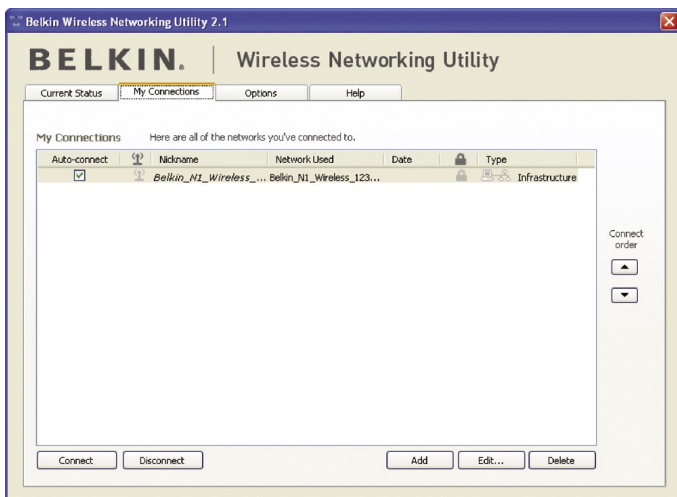 Belkin Wireless Networking Utility 2.1
BELKIN. | Wireless Networking Utility
Current Status My Connections Options Help
My Connections Here are all of the networks you've connected to.
Auto-connect Nickname Network Used Date Type
Belkin_N1_Wireless_... Belkin_N1_Wireless_123... Infrastructure
Connect
order
Connect Disconnect Add Edit... Delete